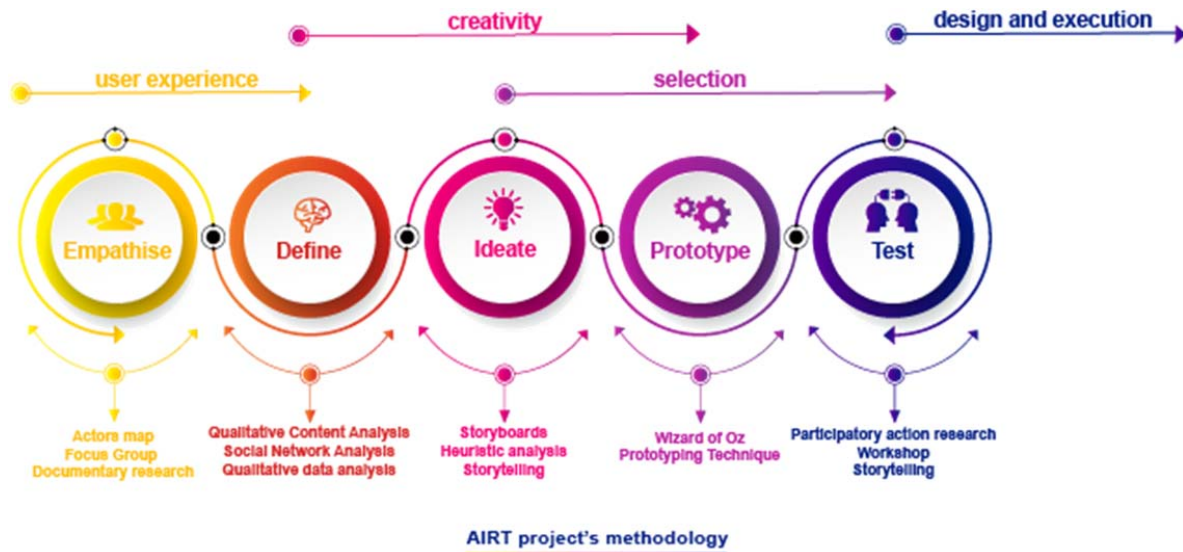 creativity
design and execution
user experience
selection
Empathise
Define
Ideate
Prototype
Test
Actors map
Focus Group
Documentary research
Qualitative Content Analysis
Social Network Analysis
Qualitative data analysis
Storyboards
Heuristic analysis
Storytelling
Wizard of Oz
Prototyping Technique
Participatory action research
Workshop
Storytelling
AIRT project's methodology